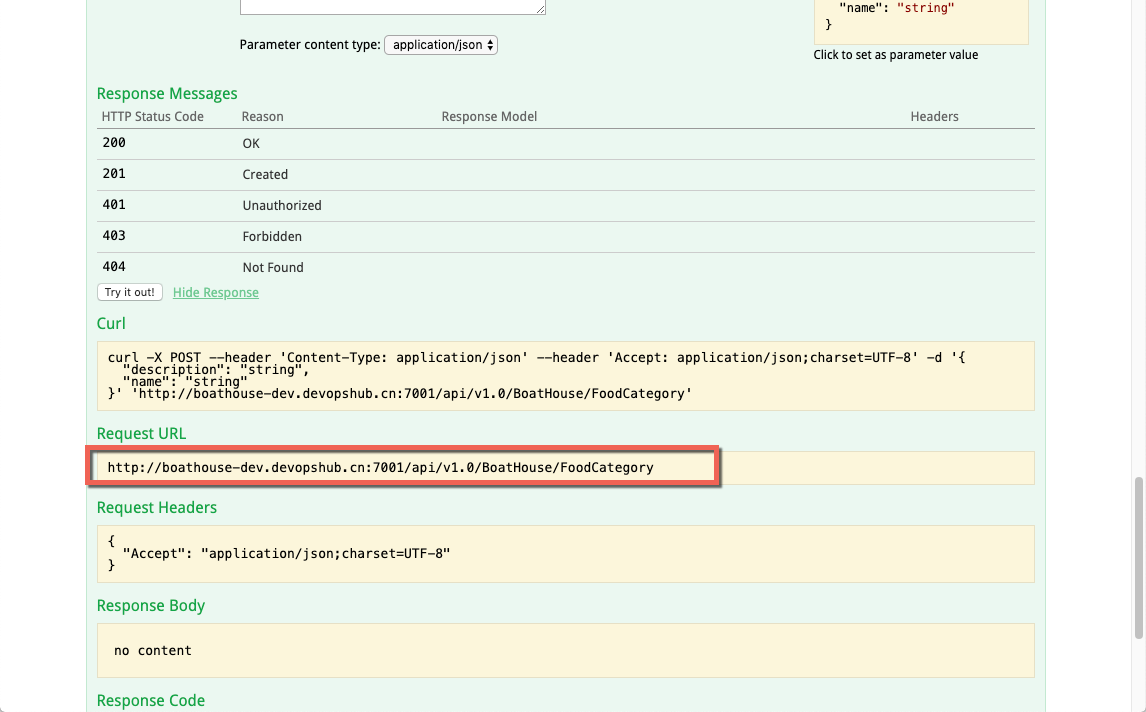 "name": "string"
}
Parameter content type: application/json
Click to set as parameter value
Response Messages
HTTP Status Code Reason Response Model Headers
200 OK
201 Created
401 Unauthorized
403 Forbidden
404 Not Found
Try it out! Hide Response
Curl
curl -X POST --header 'Content-Type: application/json' --header 'Accept: application/json;charset=UTF-8' -d '{
"description": "string",
"name": "string"
}' 'http://boathouse-dev.devopshub.cn:7001/api/v1.0/BoatHouse/FoodCategory'
Request URL
http://boathouse-dev.devopshub.cn:7001/api/v1.0/BoatHouse/FoodCategory
Request Headers
{
"Accept": "application/json;charset=UTF-8"
}
Response Body
no content
Response Code